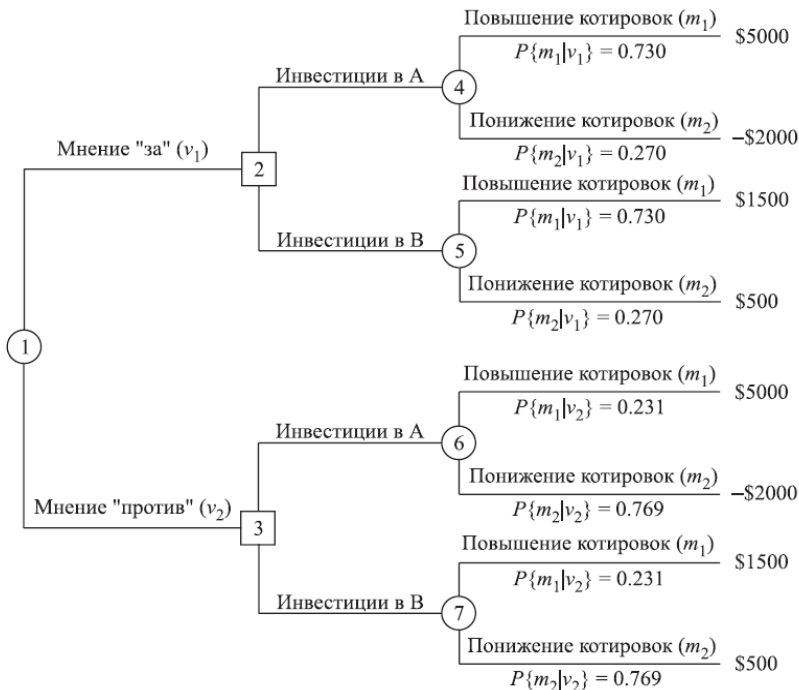 Повышение котировок (m₁)
$5000
P{m₁|v₁} = 0.730
Инвестиции в А
4
Понижение котировок (m₂)
–$2000
P{m₂|v₁} = 0.270
Мнение "за" (v₁)
2
Повышение котировок (m₁)
$1500
P{m₁|v₁} = 0.730
Инвестиции в В
5
Понижение котировок (m₂)
$500
P{m₂|v₁} = 0.270
1
Повышение котировок (m₁)
$5000
P{m₁|v₂} = 0.231
Инвестиции в А
6
Понижение котировок (m₂)
–$2000
P{m₂|v₂} = 0.769
Мнение "против" (v₂)
3
Повышение котировок (m₁)
$1500
P{m₁|v₂} = 0.231
Инвестиции в В
7
Понижение котировок (m₂)
$500
P{m₂|v₂} = 0.769